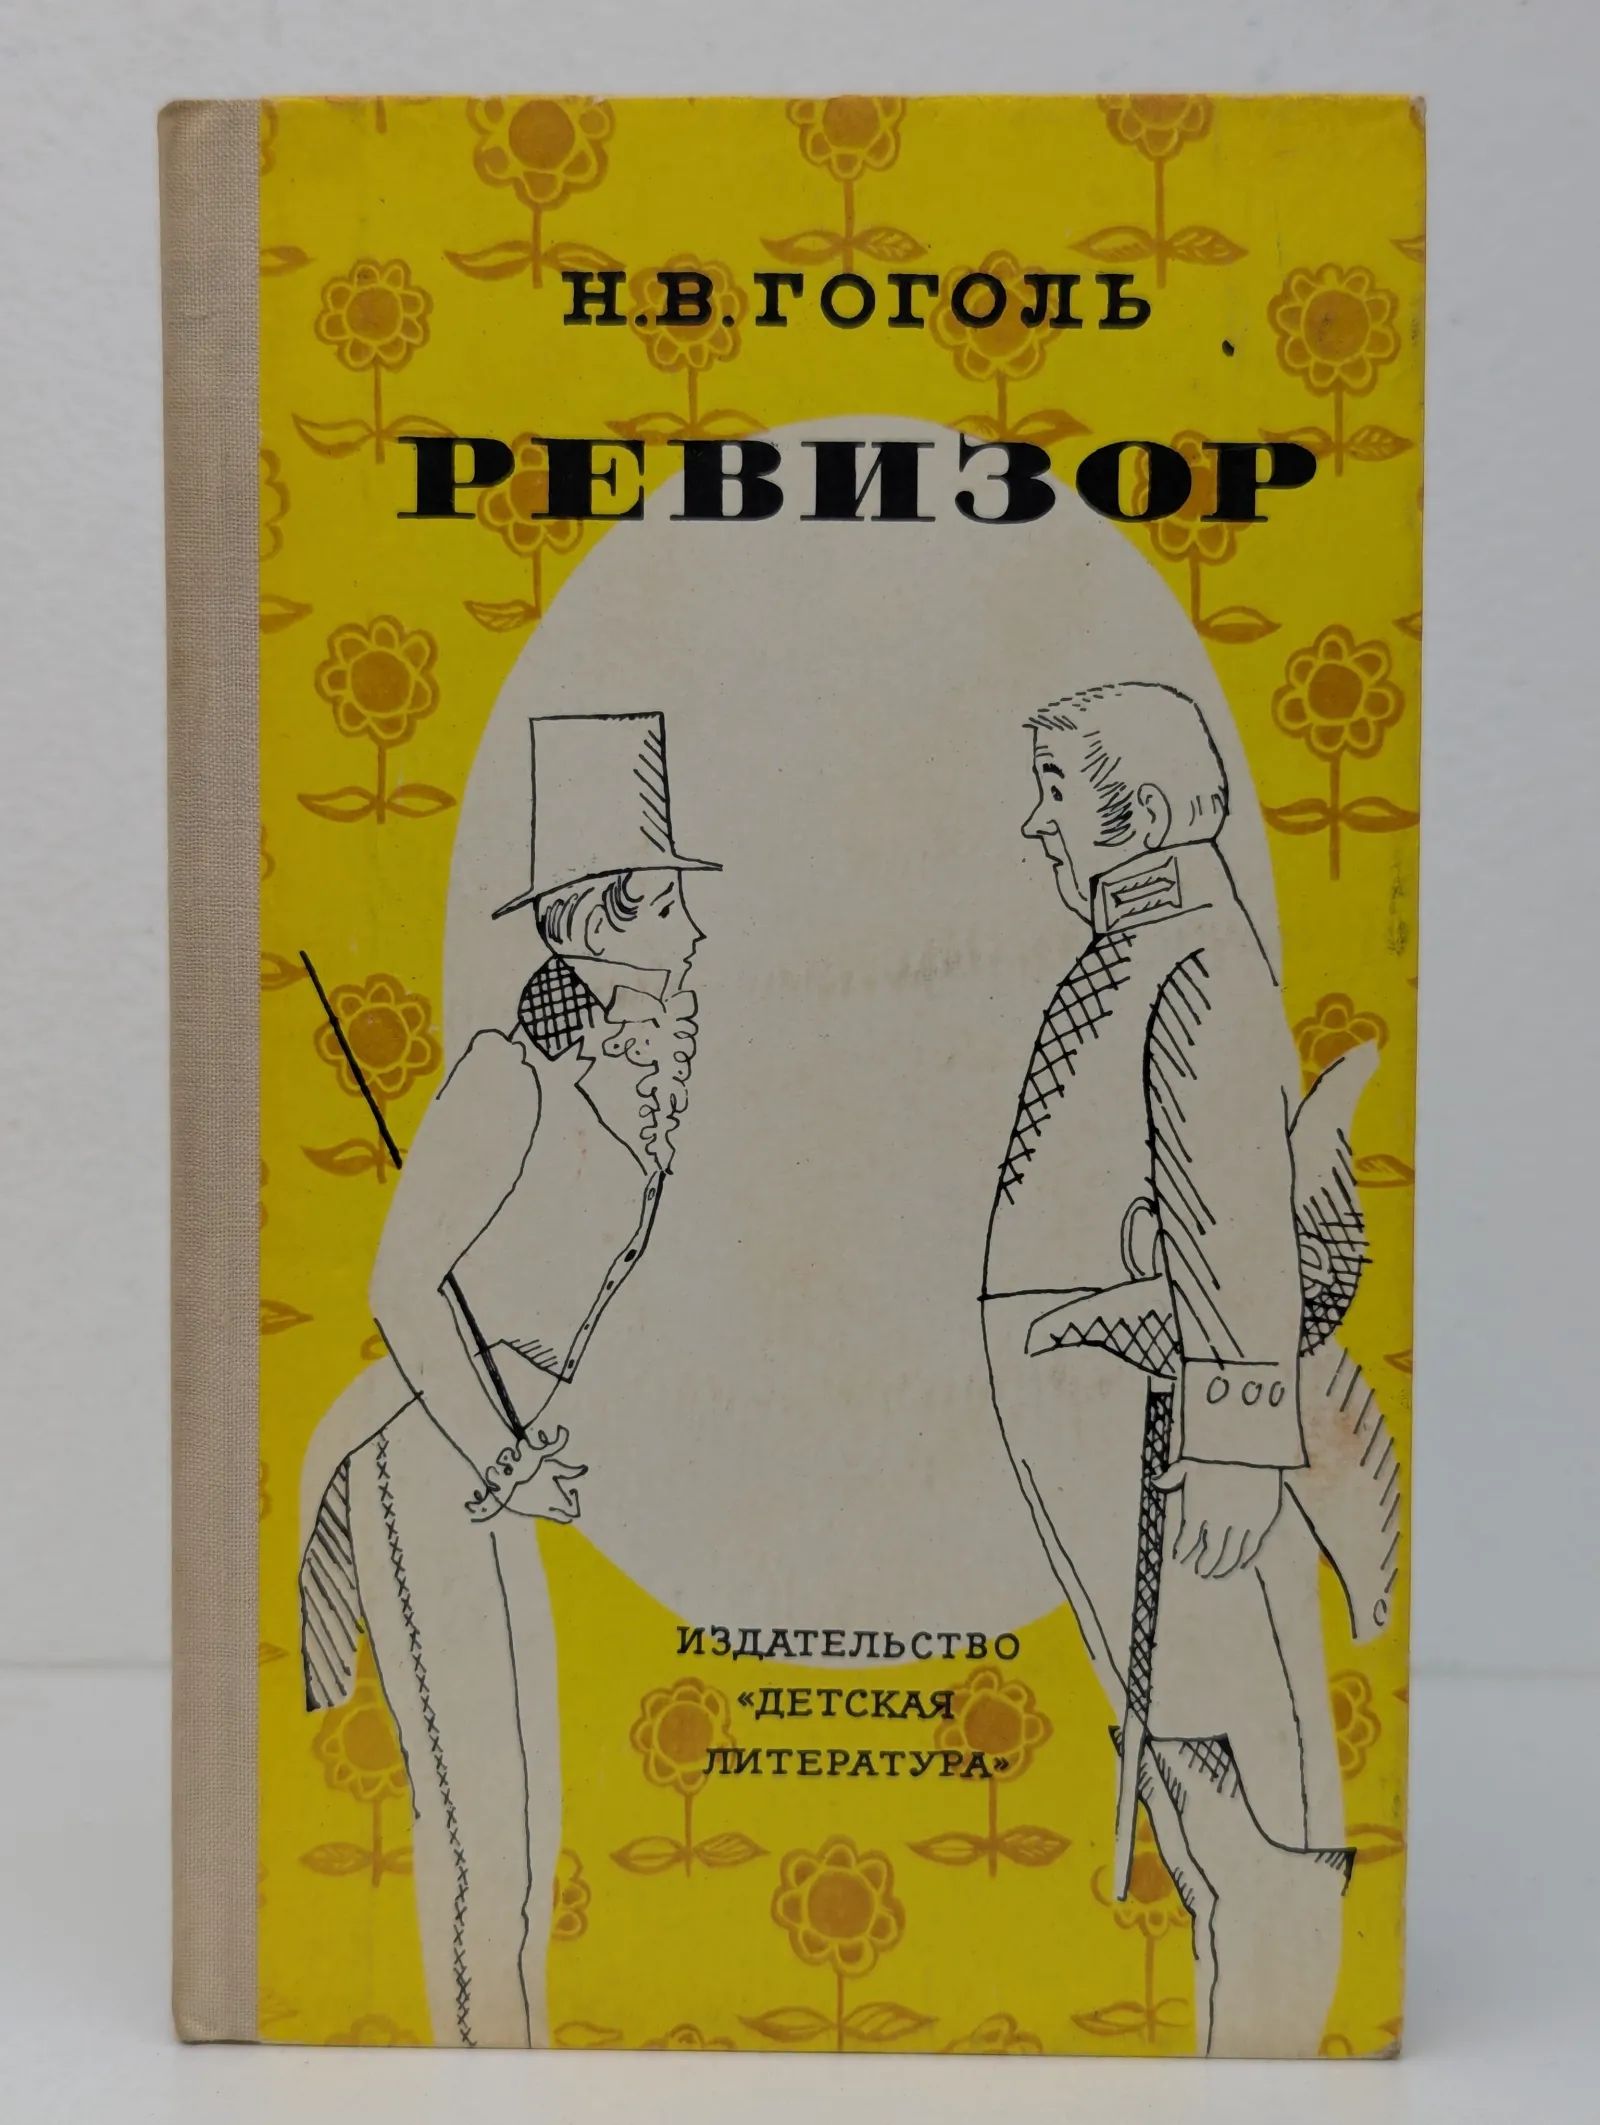 Н.В.ГОГОЛЬ
РЕВИЗОР
ИЗДАТЕЛЬСТВО
«ДЕТСКАЯ
ЛИТЕРАТУРА»